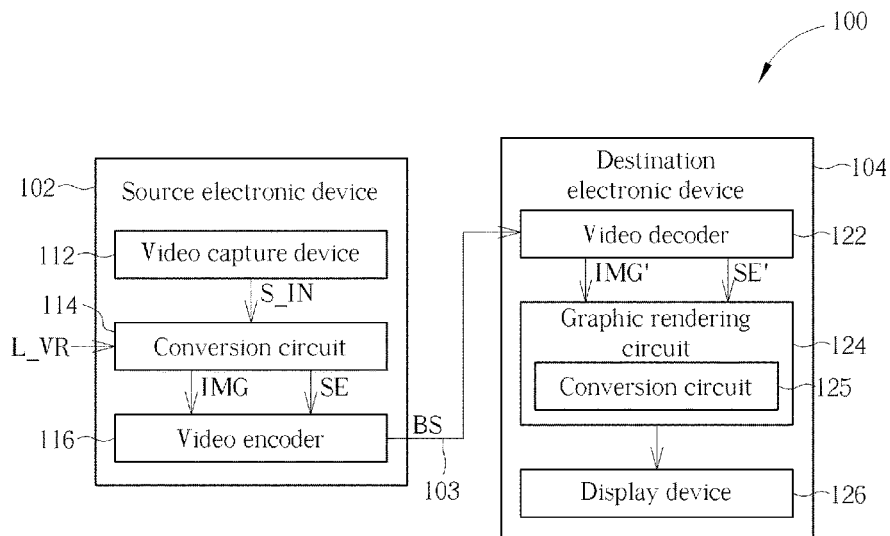 100
102
Source electronic device
112
Video capture device
S_IN
114
L_VR
Conversion circuit
IMG
SE
116
Video encoder
BS
103
Destination
electronic device
104
Video decoder
122
IMG'
SE'
Graphic rendering
circuit
124
Conversion circuit
125
Display device
126